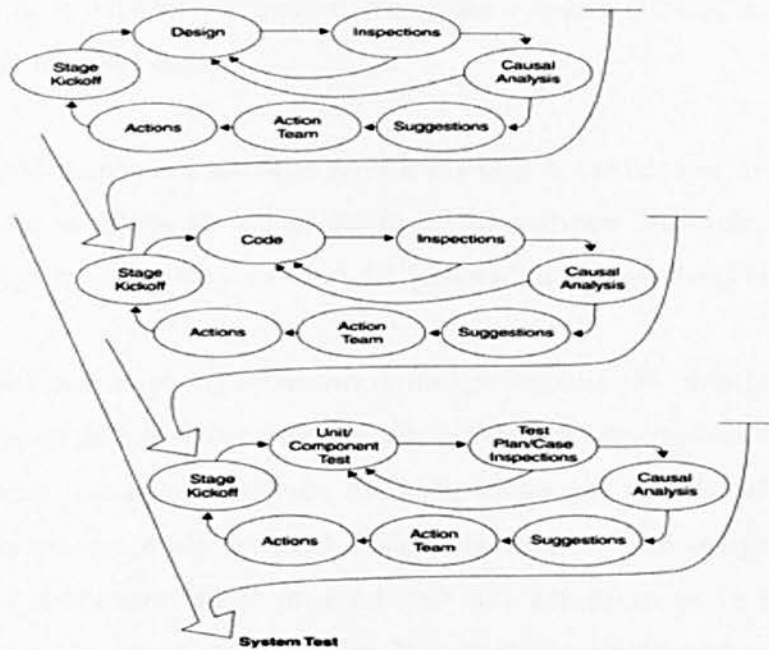 Design
Inspections
Stage
Kickoff
Causal
Analysis
Actions
Action
Team
Suggestions
Code
Inspections
Stage
Kickoff
Causal
Analysis
Actions
Action
Team
Suggestions
Unit/
Component
Test
Test
Plan/Case
Inspections
Stage
Kickoff
Causal
Analysis
Actions
Action
Team
Suggestions
System Test